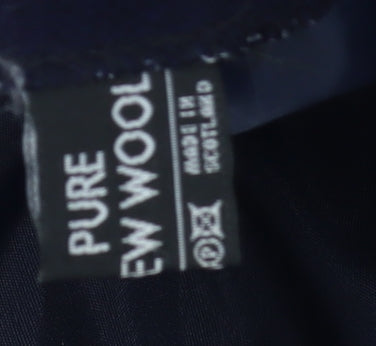 PURE
EW WOOL
MADE IN
SCOTLAND
P